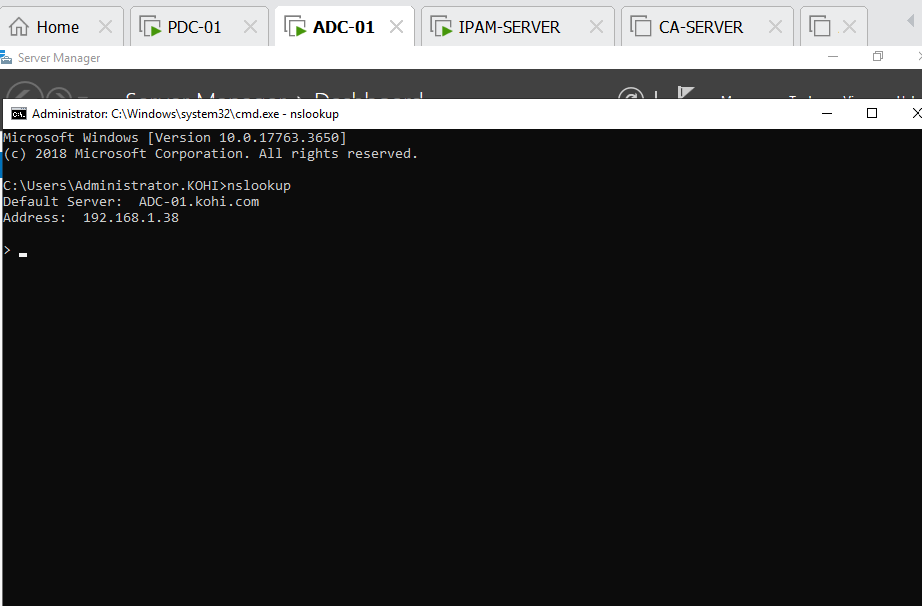 Home PDC-01 ADC-01 IPAM-SERVER CA-SERVER
Server Manager
Server Manager Dashboard
Administrator: C:\Windows\system32\cmd.exe - nslookup
Microsoft Windows [Version 10.0.17763.3650]
(c) 2018 Microsoft Corporation. All rights reserved.
C:\Users\Administrator.KOHI>nslookup
Default Server:  ADC-01.kohi.com
Address:  192.168.1.38
>